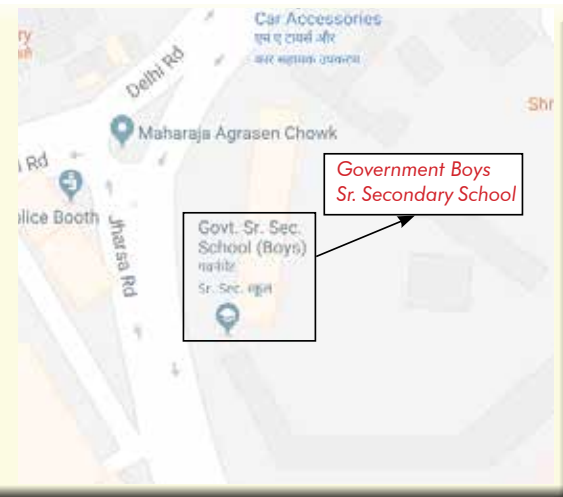 Car Accessories
एम ए टायर्स और
कार सहायक उपकरण
ry
Delhi Rd
Shr
Maharaja Agrasen Chowk
Rd
Government Boys
Sr. Secondary School
lice Booth
Jharsa Rd
Govt. Sr. Sec.
School (Boys)
Sr. Sec. स्कूल